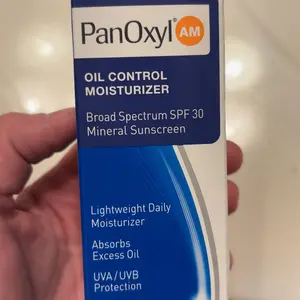 PanOxyl® AM
OIL CONTROL
MOISTURIZER
Broad Spectrum SPF 30
Mineral Sunscreen
Lightweight Daily
Moisturizer
Absorbs
Excess Oil
UVA/UVB
Protection